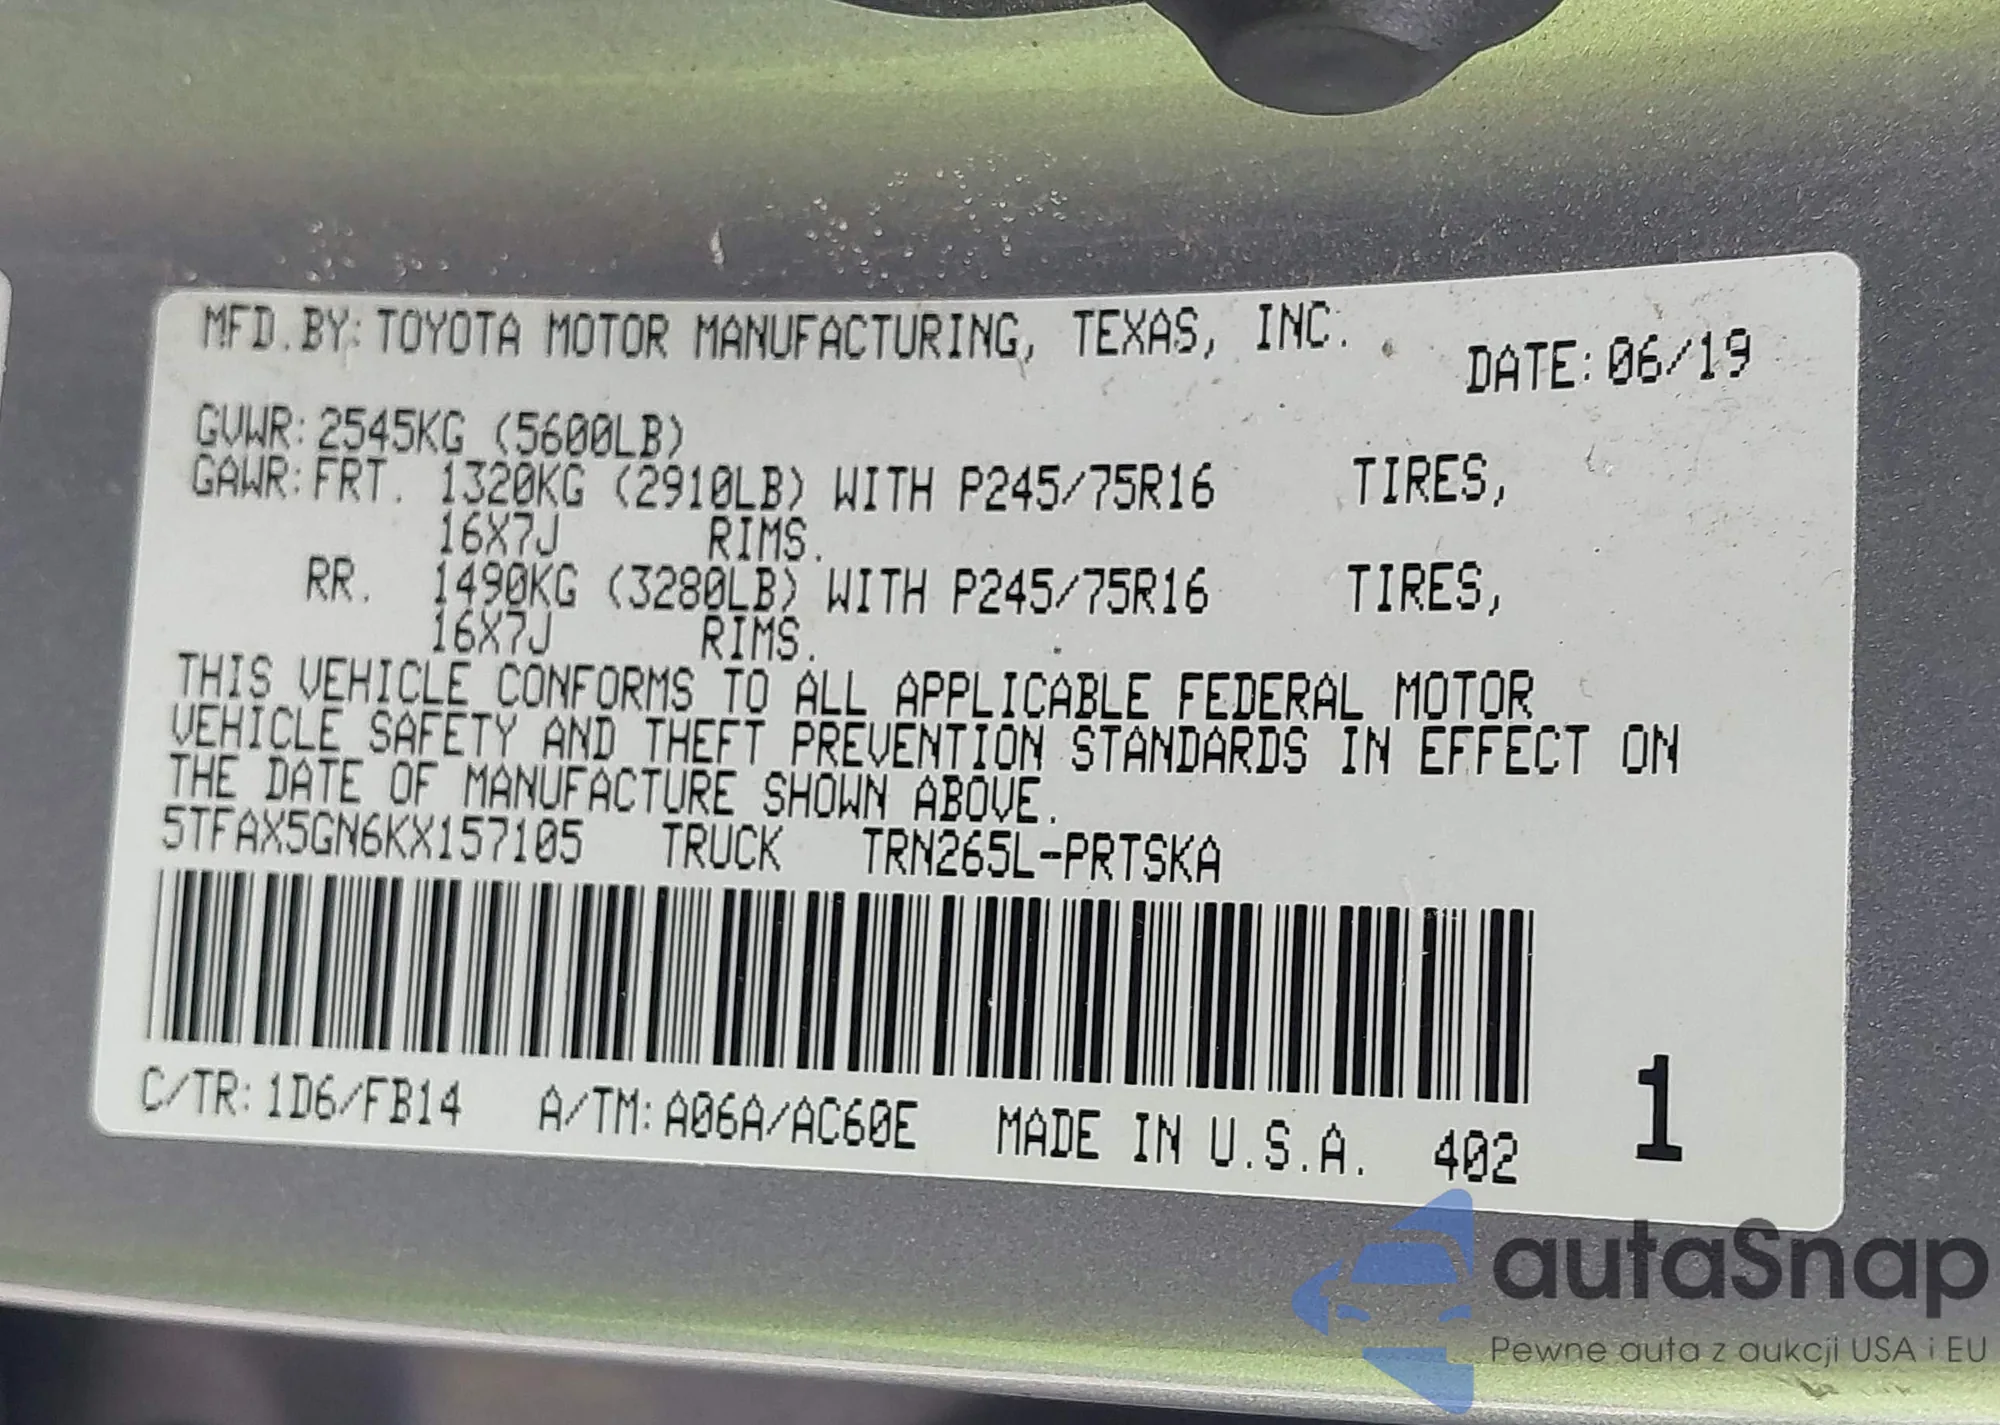 MFD.BY: TOYOTA MOTOR MANUFACTURING, TEXAS, INC. DATE: 06/19
GVWR: 2545KG (5600LB)
GAWR: FRT. 1320KG (2910LB) WITH P245/75R16 TIRES,
16X7J RIMS.
RR. 1490KG (3280LB) WITH P245/75R16 TIRES,
16X7J RIMS.
THIS VEHICLE CONFORMS TO ALL APPLICABLE FEDERAL MOTOR
VEHICLE SAFETY AND THEFT PREVENTION STANDARDS IN EFFECT ON
THE DATE OF MANUFACTURE SHOWN ABOVE.
5TFAX5GN6KX157105 TRUCK TRN265L-PRTSKA
C/TR: 1D6/FB14 A/TM: A06A/AC60E MADE IN U.S.A. 402 1
autaSnap
Pewne auta z aukcji USA i EU